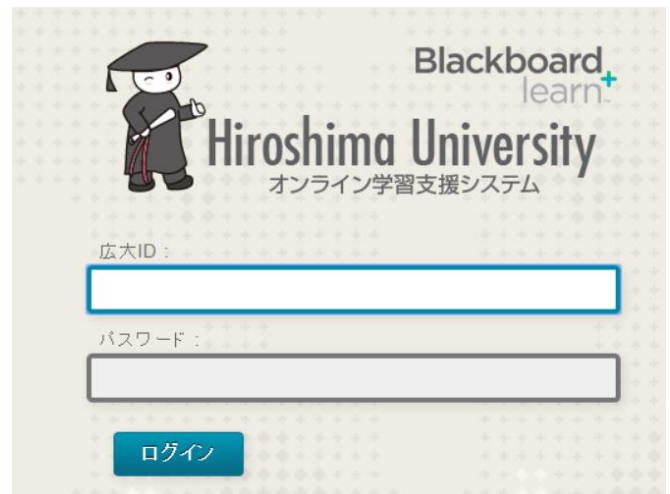 Blackboard
learn+
Hiroshima University
オンライン学習支援システム
広大ID :
パスワード :
ログイン